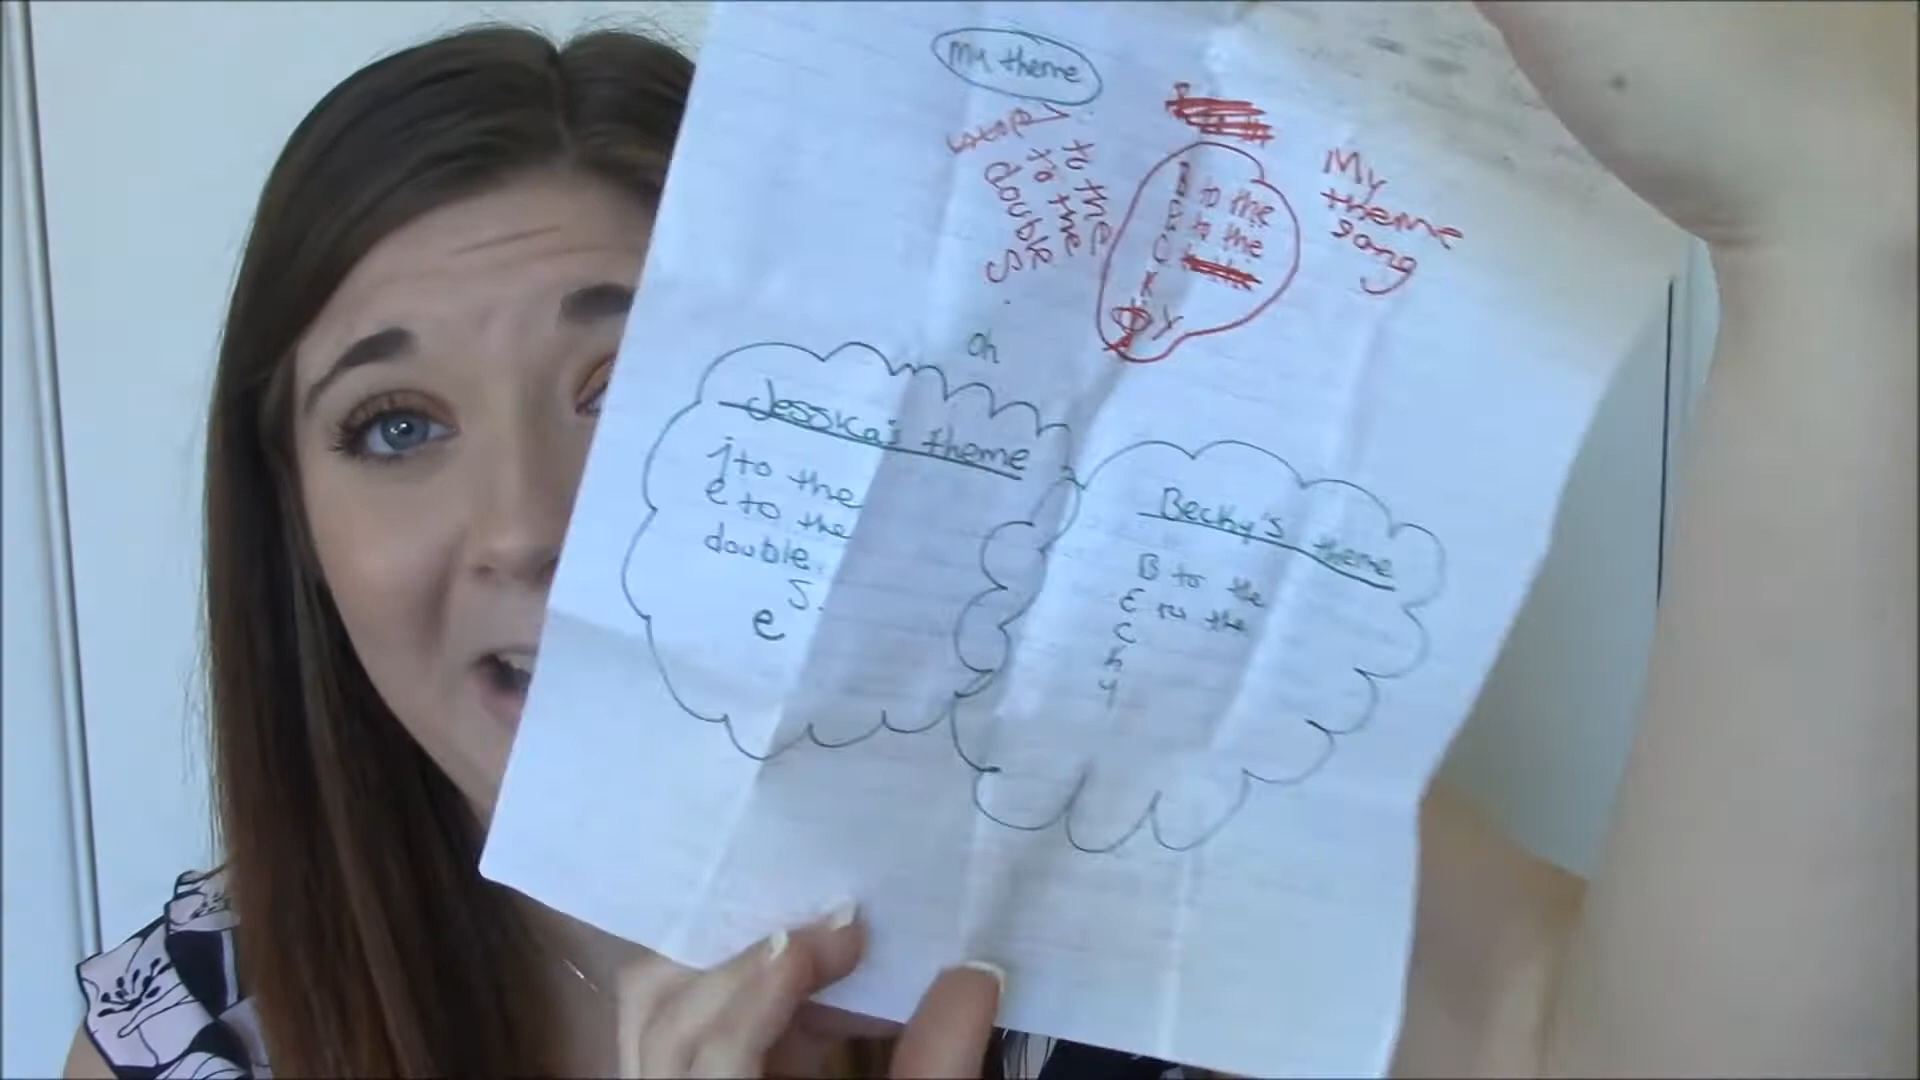 My theme
to the
to the
double
S.
B to the
E to the
C
K
Y
My
theme
song
oh
Jessica's theme
j to the
e to the
double
S.
e
Becky's theme
B to the
E to the
C
k
y